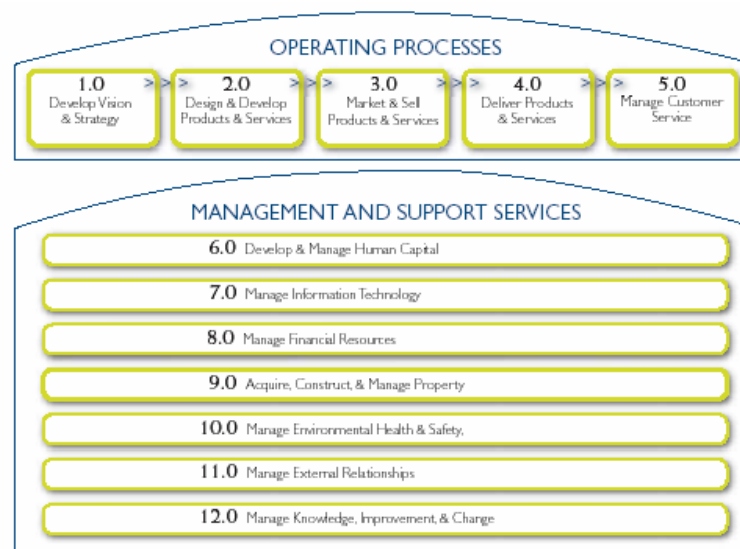 OPERATING PROCESSES
1.0 >>> 2.0 >>> 3.0 >>> 4.0 >>> 5.0
Develop Vision
& Strategy
Design & Develop
Products & Services
Market & Sell
Products & Services
Deliver Products
& Services
Manage Customer
Service
MANAGEMENT AND SUPPORT SERVICES
6.0 Develop & Manage Human Capital
7.0 Manage Information Technology
8.0 Manage Financial Resources
9.0 Acquire, Construct, & Manage Property
10.0 Manage Environmental Health & Safety,
11.0 Manage External Relationships
12.0 Manage Knowledge, Improvement, & Change